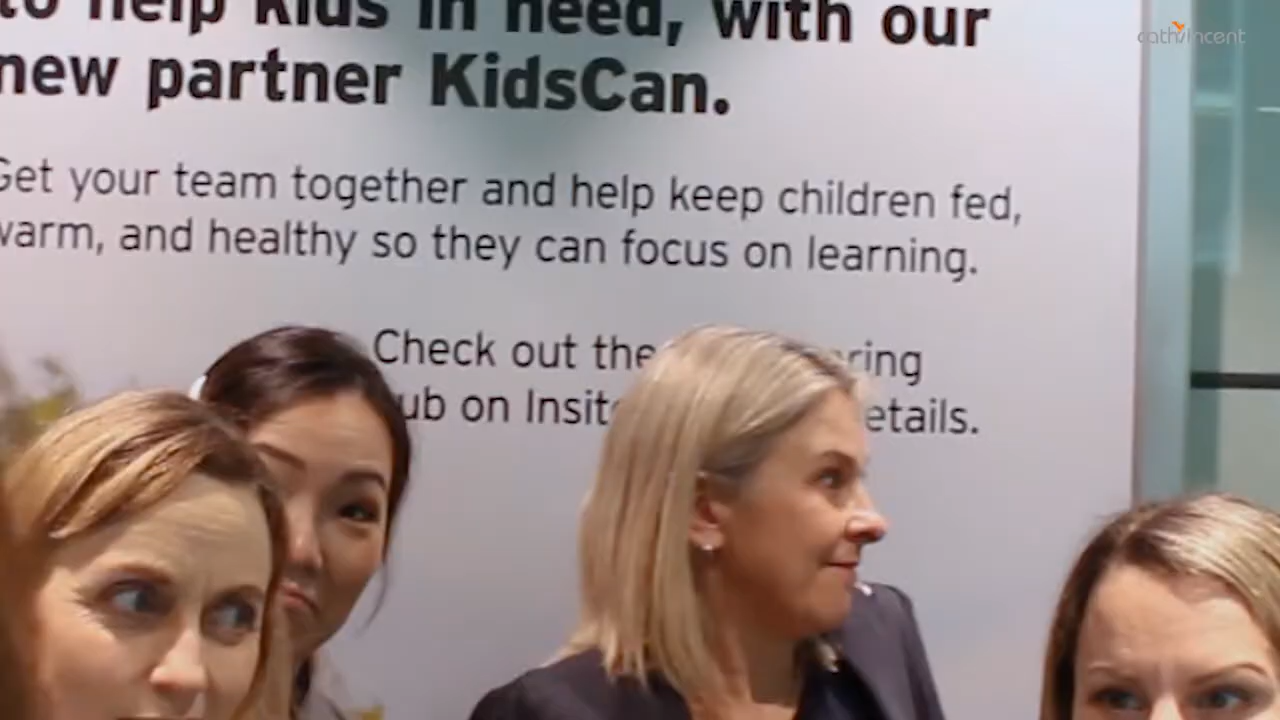 to help kids in need, with our
new partner KidsCan.
Get your team together and help keep children fed,
warm, and healthy so they can focus on learning.
Check out the ring
ub on Insit etails.
cathvincent